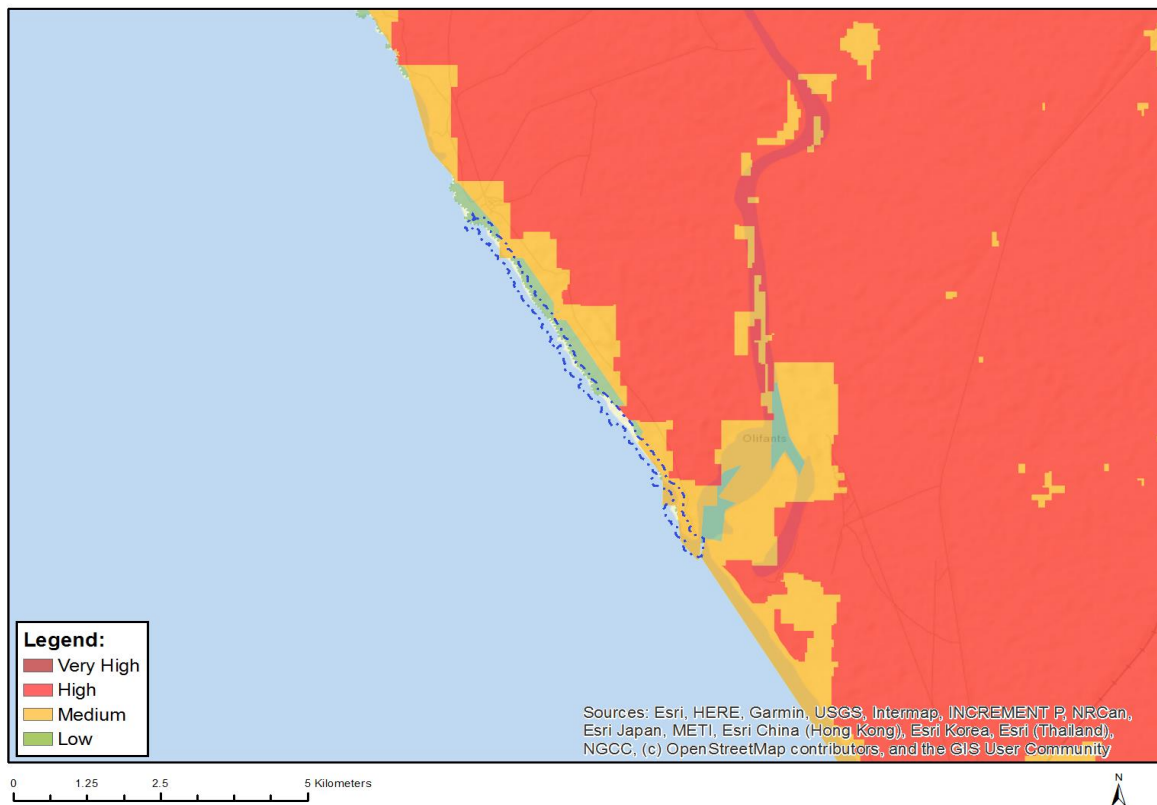 Olifants
Legend:
Very High
High
Medium
Low
Sources: Esri, HERE, Garmin, USGS, Intermap, INCREMENT P, NRCan,
Esri Japan, METI, Esri China (Hong Kong), Esri Korea, Esri (Thailand),
NGCC, (c) OpenStreetMap contributors, and the GIS User Community
0 1.25 2.5 5 Kilometers
N